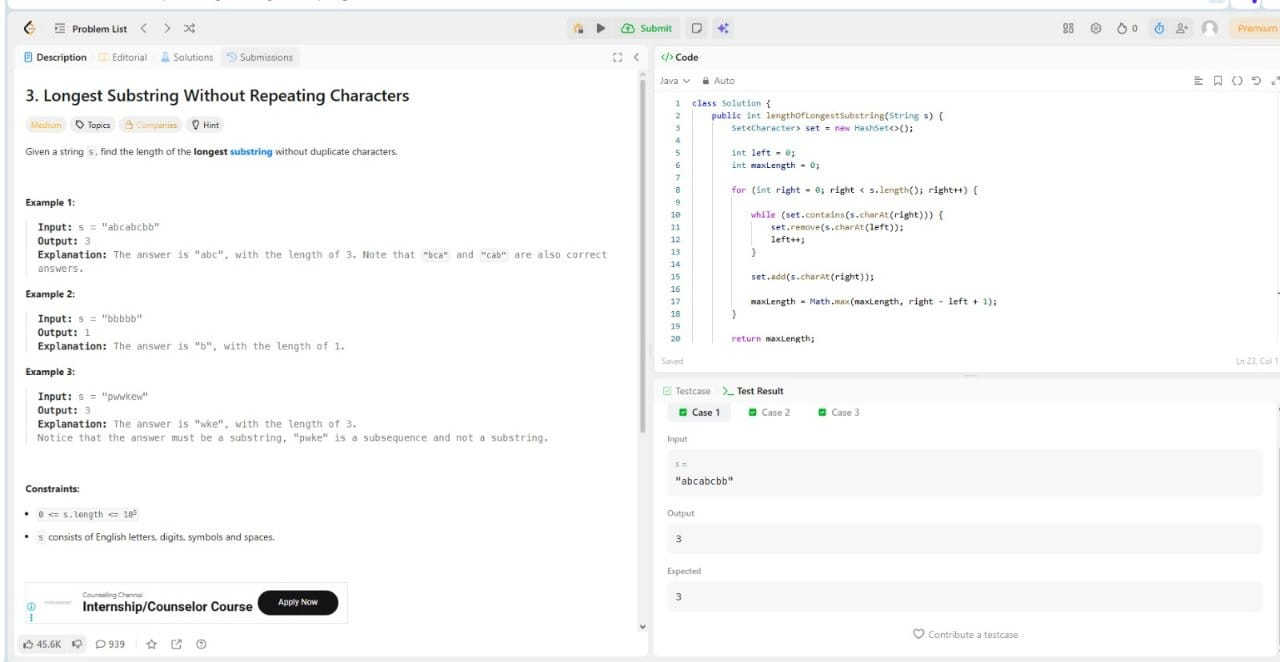 Problem List
Submit
0
Premium
Description Editorial Solutions Submissions
3. Longest Substring Without Repeating Characters
Medium Topics Companies Hint
Given a string s, find the length of the longest substring without duplicate characters.
Example 1:
Input: s = "abcabcbb"
Output: 3
Explanation: The answer is "abc", with the length of 3. Note that "bca" and "cab" are also correct
answers.
Example 2:
Input: s = "bbbbb"
Output: 1
Explanation: The answer is "b", with the length of 1.
Example 3:
Input: s = "pwwkew"
Output: 3
Explanation: The answer is "wke", with the length of 3.
Notice that the answer must be a substring, "pwke" is a subsequence and not a substring.
Constraints:
• 0 <= s.length <= 10⁵
• s consists of English letters, digits, symbols and spaces.
Counseling Chennai
Internship/Counselor Course
Apply Now
45.6K 939
</>Code
Java Auto
1 class Solution {
2 public int lengthOfLongestSubstring(String s) {
3 Set<Character> set = new HashSet<>();
4
5 int left = 0;
6 int maxLength = 0;
7
8 for (int right = 0; right < s.length(); right++) {
9
10 while (set.contains(s.charAt(right))) {
11 set.remove(s.charAt(left));
12 left++;
13 }
14
15 set.add(s.charAt(right));
16
17 maxLength = Math.max(maxLength, right - left + 1);
18 }
19
20 return maxLength;
Saved
Ln 23, Col 1
Testcase >_ Test Result
Case 1 Case 2 Case 3
Input
s =
"abcabcbb"
Output
3
Expected
3
Contribute a testcase